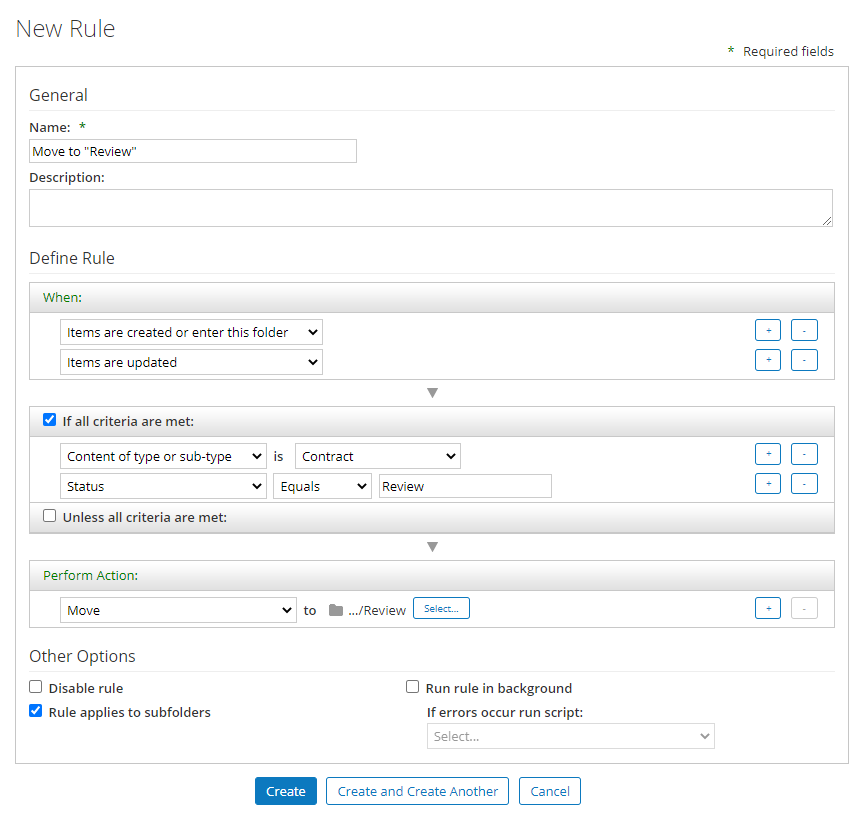 New Rule
* Required fields
General
Name: *
Move to "Review"
Description:
Define Rule
When:
Items are created or enter this folder + -
Items are updated + -
If all criteria are met:
Content of type or sub-type is Contract + -
Status Equals Review + -
Unless all criteria are met:
Perform Action:
Move to .../Review Select... + -
Other Options
Disable rule Run rule in background
Rule applies to subfolders If errors occur run script:
Select...
Create Create and Create Another Cancel